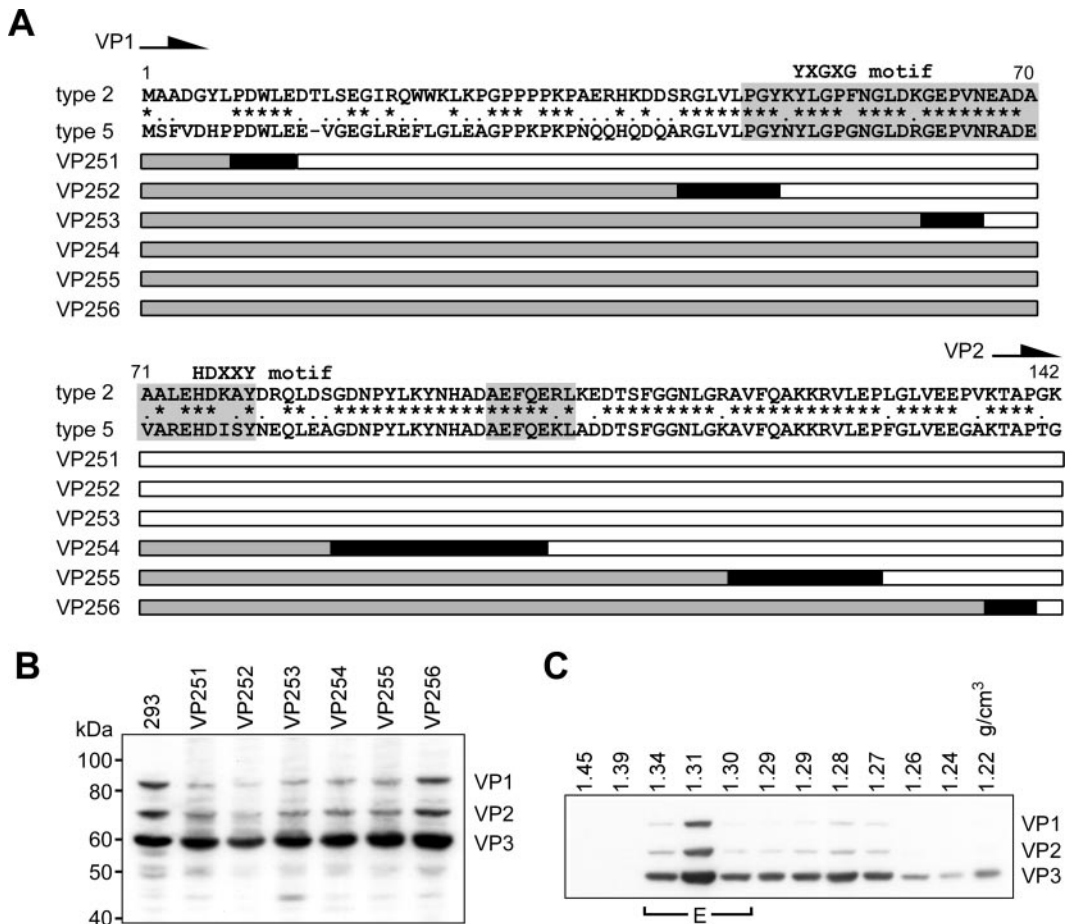 A
VP1
1 YXGXG motif 70
type 2 MAADGYLPDWLEDTLSEGIRQWWKLKPGPPPPKPAERHKDDSRGLVLPGYKYLGPFNGLDKGEPVNEADA
type 5 MSFVDHPPDWLEE-VGEGLREFLGLEAGPPKPKPNQQHQDQARGLVLPGYNYLGPGNGLDRGEPVNRADE
VP251
VP252
VP253
VP254
VP255
VP256
VP2
71 HDXXY motif 142
type 2 AALEHDKAYDRQLDSGDNPYLKYNHADAEFQERLKEDTSFGGNLGRAVFQAKKRVLEPLGLVEEPVKTAPGK
type 5 VAREHDISYNEQLEAGDNPYLKYNHADAEFQEKLADDTSFGGNLGKAVFQAKKRVLEPFGLVEEGAKTAPTG
VP251
VP252
VP253
VP254
VP255
VP256
B
293 VP251 VP252 VP253 VP254 VP255 VP256
kDa
100
80
60
50
40
VP1
VP2
VP3
C
1.45 1.39 1.34 1.31 1.30 1.29 1.29 1.28 1.27 1.26 1.24 1.22 g/cm³
VP1
VP2
VP3
E